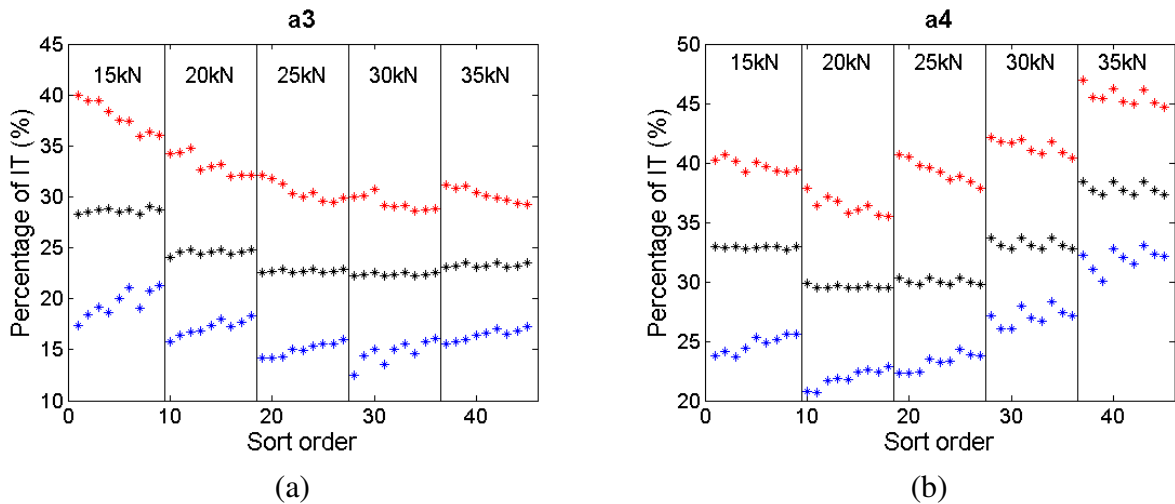 a3
45
40
35
30
25
20
15
10
0 10 20 30 40
Percentage of IT (%)
Sort order
15kN 20kN 25kN 30kN 35kN
(a)
a4
50
45
40
35
30
25
20
0 10 20 30 40
Percentage of IT (%)
Sort order
15kN 20kN 25kN 30kN 35kN
(b)